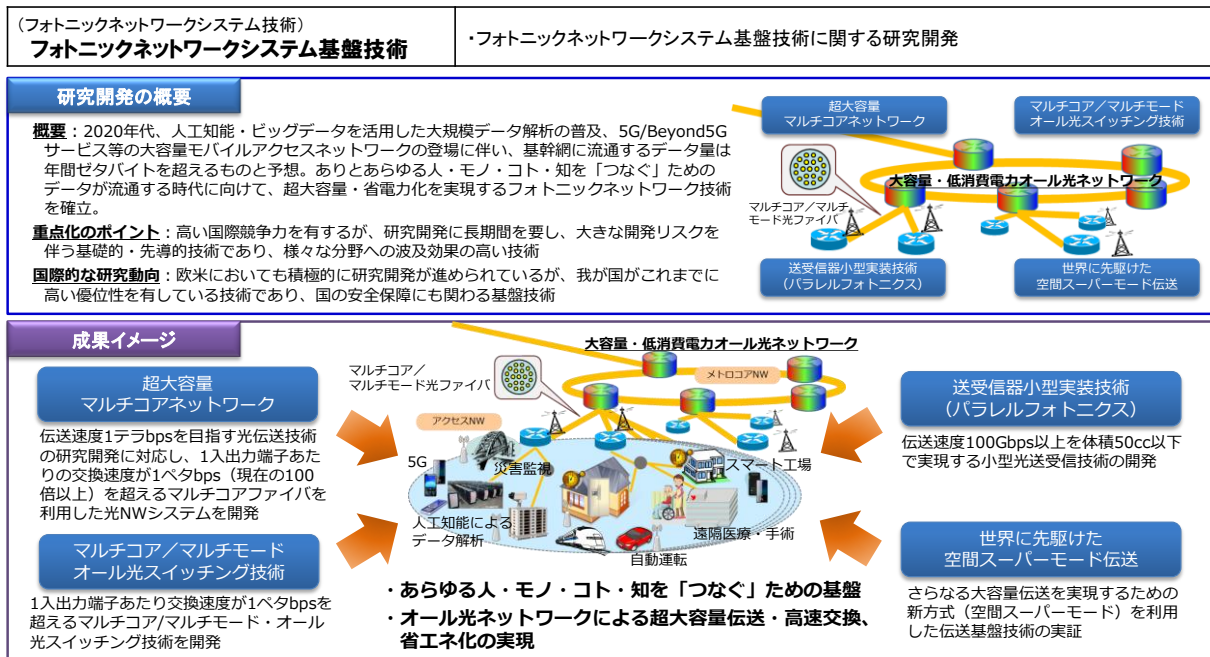 （フォトニックネットワークシステム技術）
フォトニックネットワークシステム基盤技術
・フォトニックネットワークシステム基盤技術に関する研究開発
研究開発の概要
概要：2020年代、人工知能・ビッグデータを活用した大規模データ解析の普及、5G/Beyond5G
サービス等の大容量モバイルアクセスネットワークの登場に伴い、基幹網に流通するデータ量は
年間ゼタバイトを超えるものと予想。ありとあらゆる人・モノ・コト・知を「つなぐ」ための
データが流通する時代に向けて、超大容量・省電力化を実現するフォトニックネットワーク技術
を確立。
重点化のポイント：高い国際競争力を有するが、研究開発に長期間を要し、大きな開発リスクを
伴う基礎的・先導的技術であり、様々な分野への波及効果の高い技術
国際的な研究動向：欧米においても積極的に研究開発が進められているが、我が国がこれまでに
高い優位性を有している技術であり、国の安全保障にも関わる基盤技術
超大容量
マルチコアネットワーク
マルチコア／マルチモード
オール光スイッチング技術
大容量・低消費電力オール光ネットワーク
マルチコア／マルチ
モード光ファイバ
送受信器小型実装技術
（パラレルフォトニクス）
世界に先駆けた
空間スーパーモード伝送
成果イメージ
超大容量
マルチコアネットワーク
伝送速度1テラbpsを目指す光伝送技術
の研究開発に対応し、1入出力端子あた
りの交換速度が1ペタbps（現在の100
倍以上）を超えるマルチコアファイバを
利用した光NWシステムを開発
マルチコア／マルチモード
オール光スイッチング技術
1入出力端子あたり交換速度が1ペタbpsを
超えるマルチコア/マルチモード・オール
光スイッチング技術を開発
大容量・低消費電力オール光ネットワーク
マルチコア／
マルチモード光ファイバ
メトロコアNW
アクセスNW
5G
災害監視
スマート工場
人工知能による
データ解析
遠隔医療・手術
自動運転
・あらゆる人・モノ・コト・知を「つなぐ」ための基盤
・オール光ネットワークによる超大容量伝送・高速交換、
省エネ化の実現
送受信器小型実装技術
（パラレルフォトニクス）
伝送速度100Gbps以上を体積50cc以下
で実現する小型光送受信技術の開発
世界に先駆けた
空間スーパーモード伝送
さらなる大容量伝送を実現するための
新方式（空間スーパーモード）を利用
した伝送基盤技術の実証